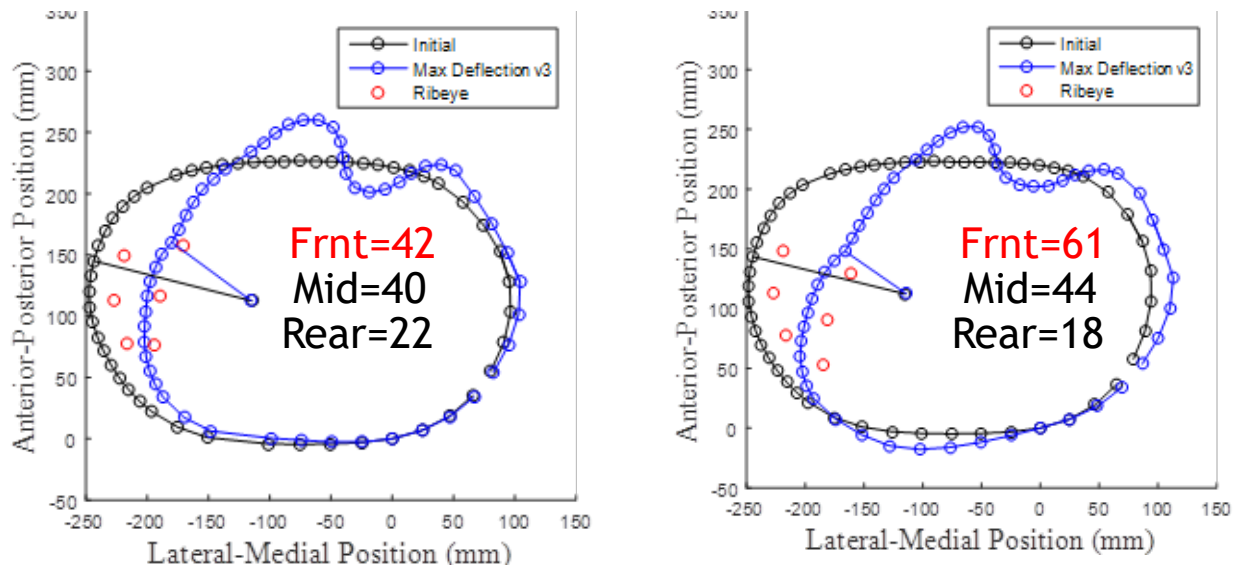 350
300
250
200
150
100
50
0
-50
-250 -200 -150 -100 -50 0 50 100 150
Anterior-Posterior Position (mm)
Lateral-Medial Position (mm)
Initial
Max Deflection v3
Ribeye
Frnt=42
Mid=40
Rear=22
350
300
250
200
150
100
50
0
-50
-250 -200 -150 -100 -50 0 50 100 150
Anterior-Posterior Position (mm)
Lateral-Medial Position (mm)
Initial
Max Deflection v3
Ribeye
Frnt=61
Mid=44
Rear=18